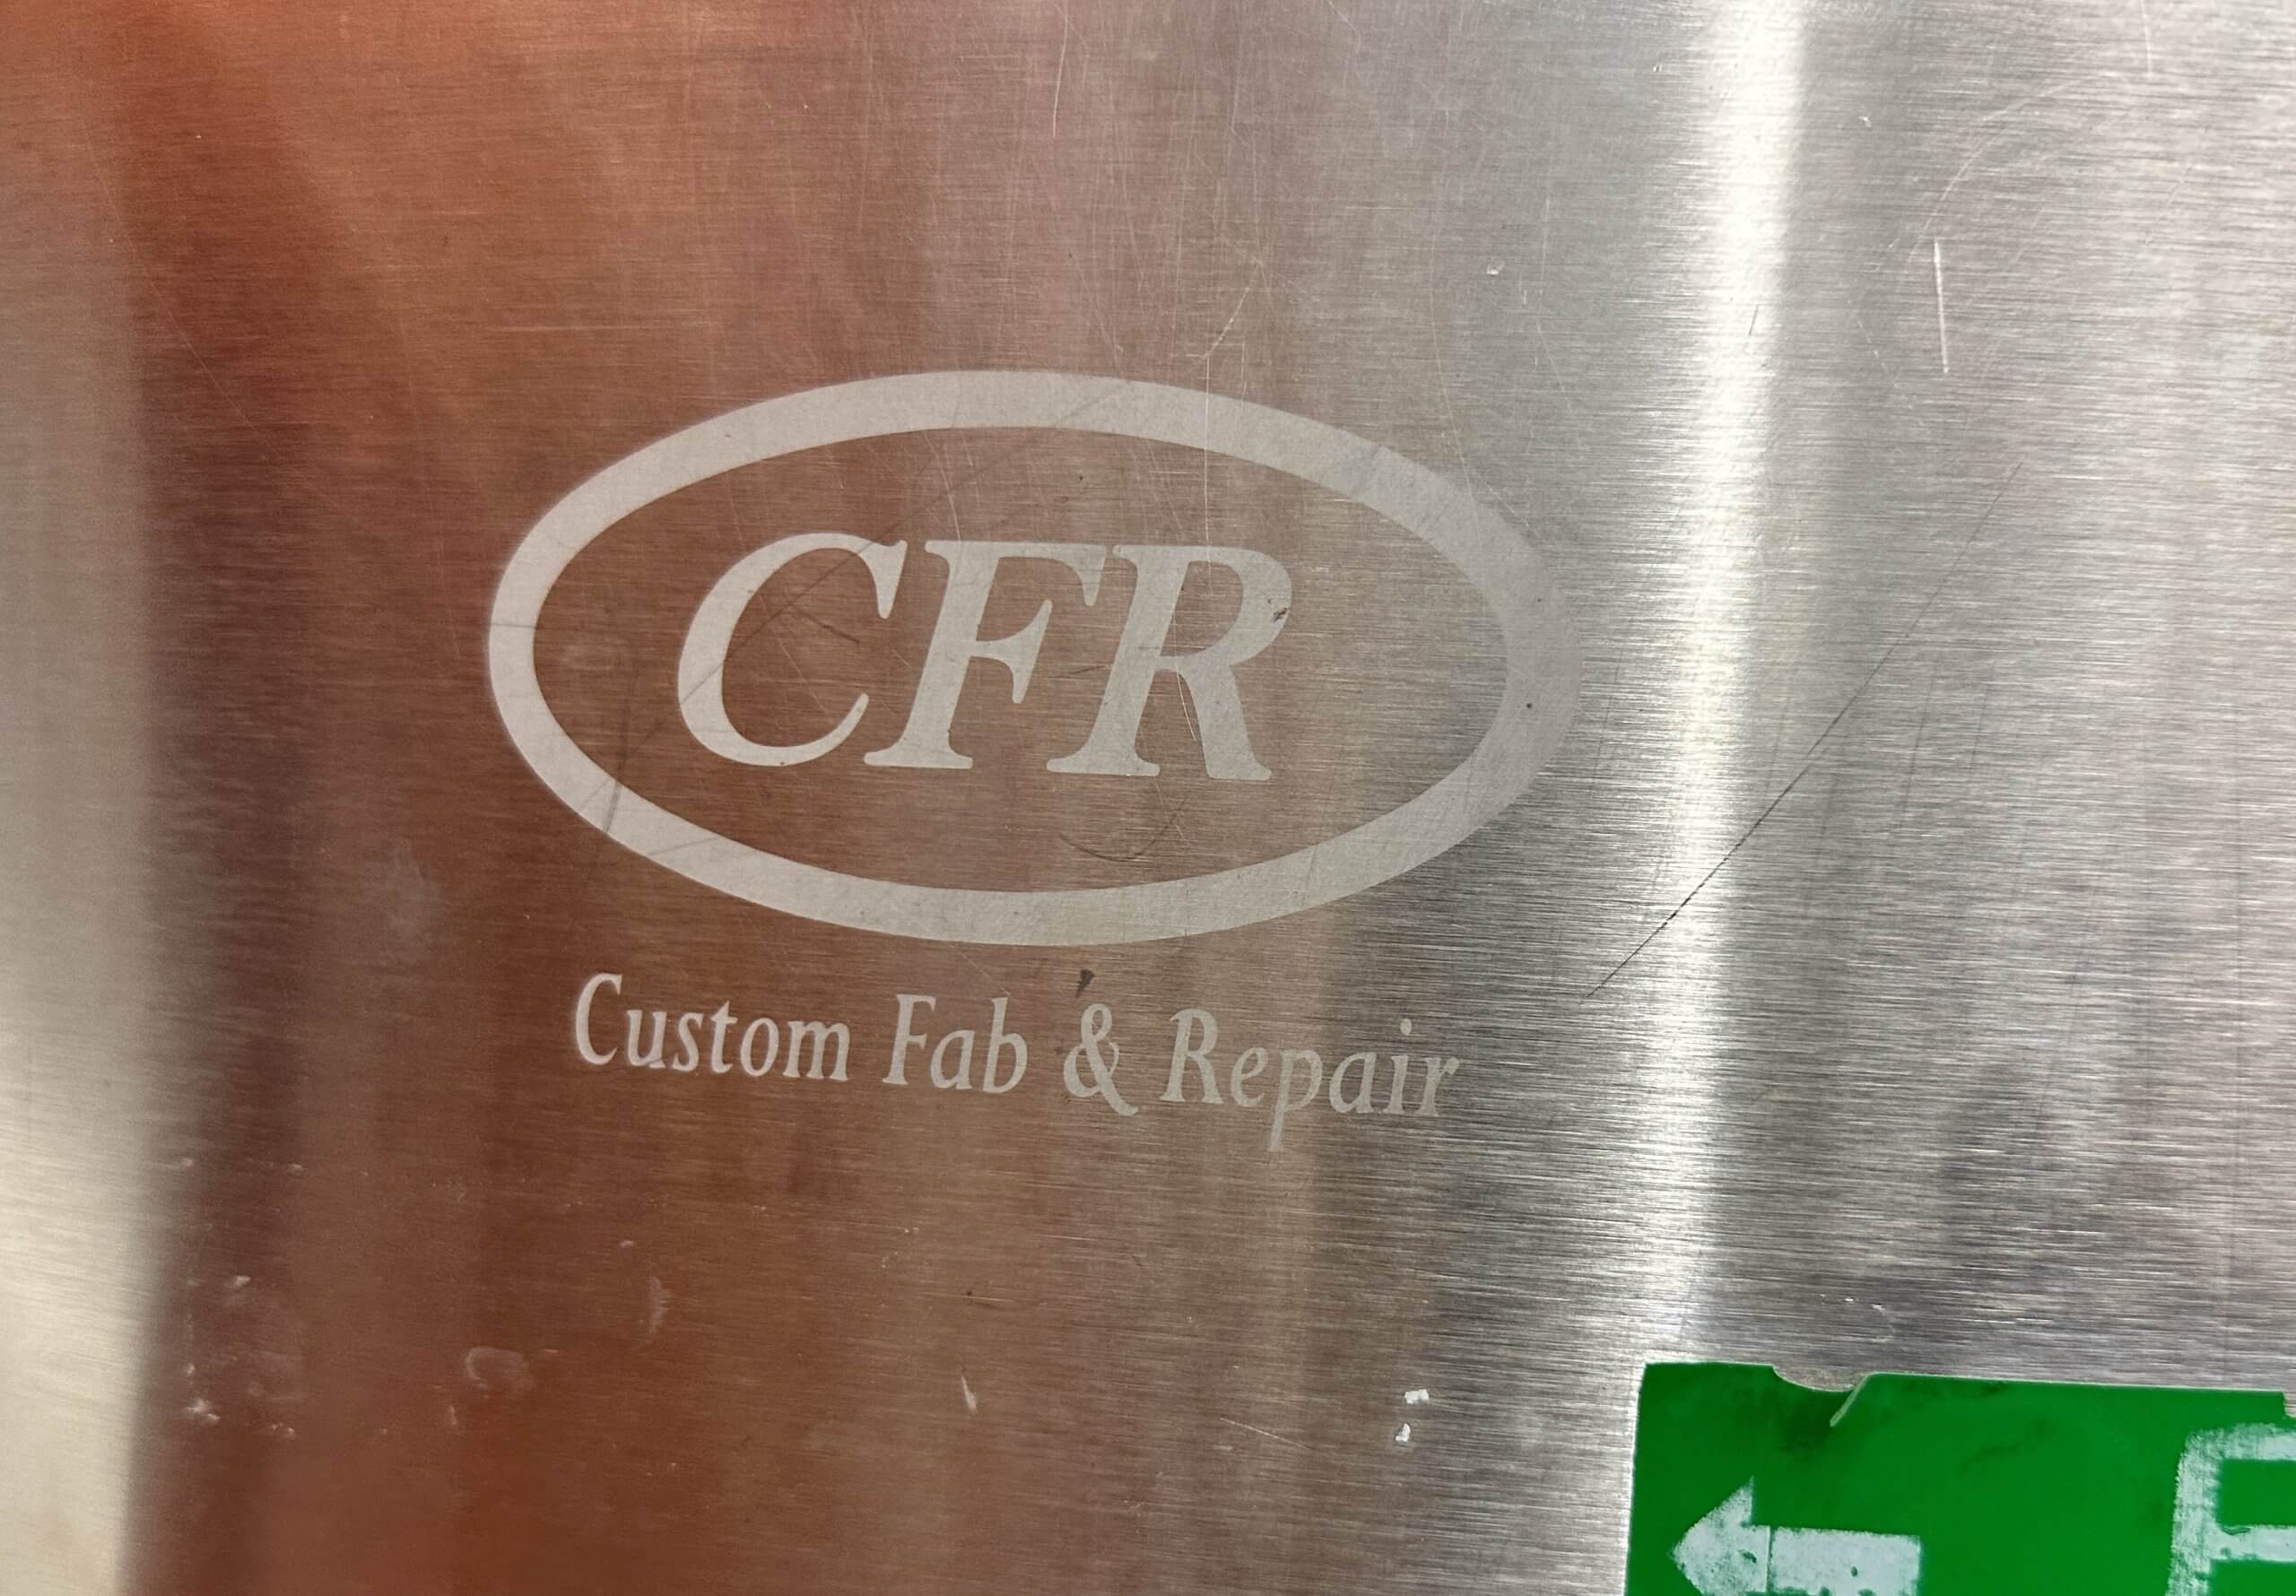 CFR
Custom Fab & Repair